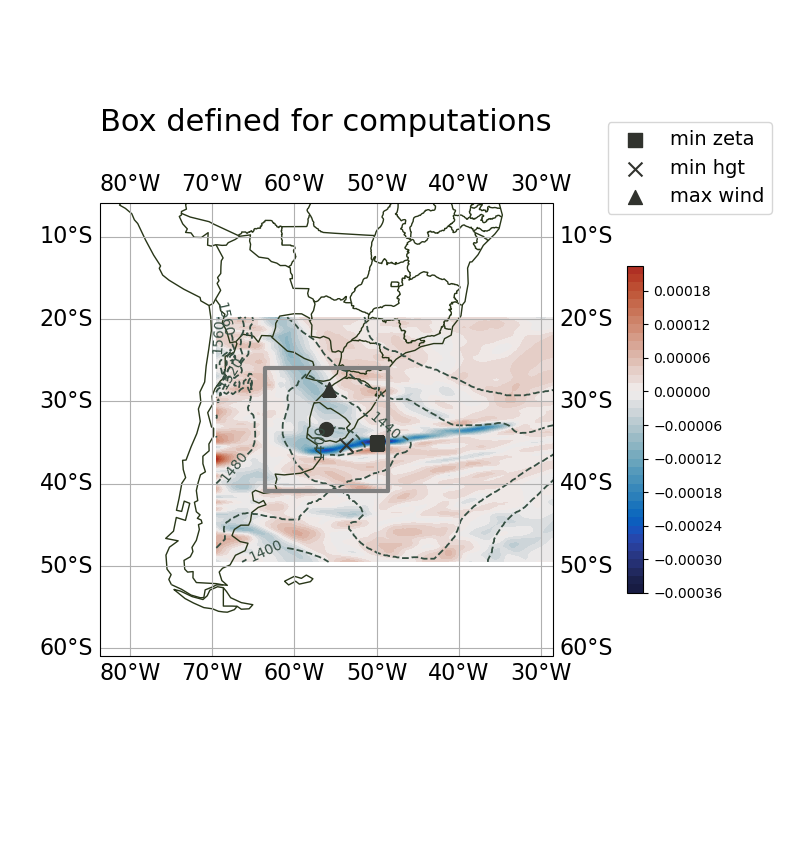 Box defined for computations
min zeta
min hgt
max wind
80°W 70°W 60°W 50°W 40°W 30°W
10°S 10°S
20°S 20°S
30°S 30°S
40°S 40°S
50°S 50°S
60°S 60°S
80°W 70°W 60°W 50°W 40°W 30°W
1560
1560
1440
1480
1400
0.00018
0.00012
0.00006
0.00000
−0.00006
−0.00012
−0.00018
−0.00024
−0.00030
−0.00036